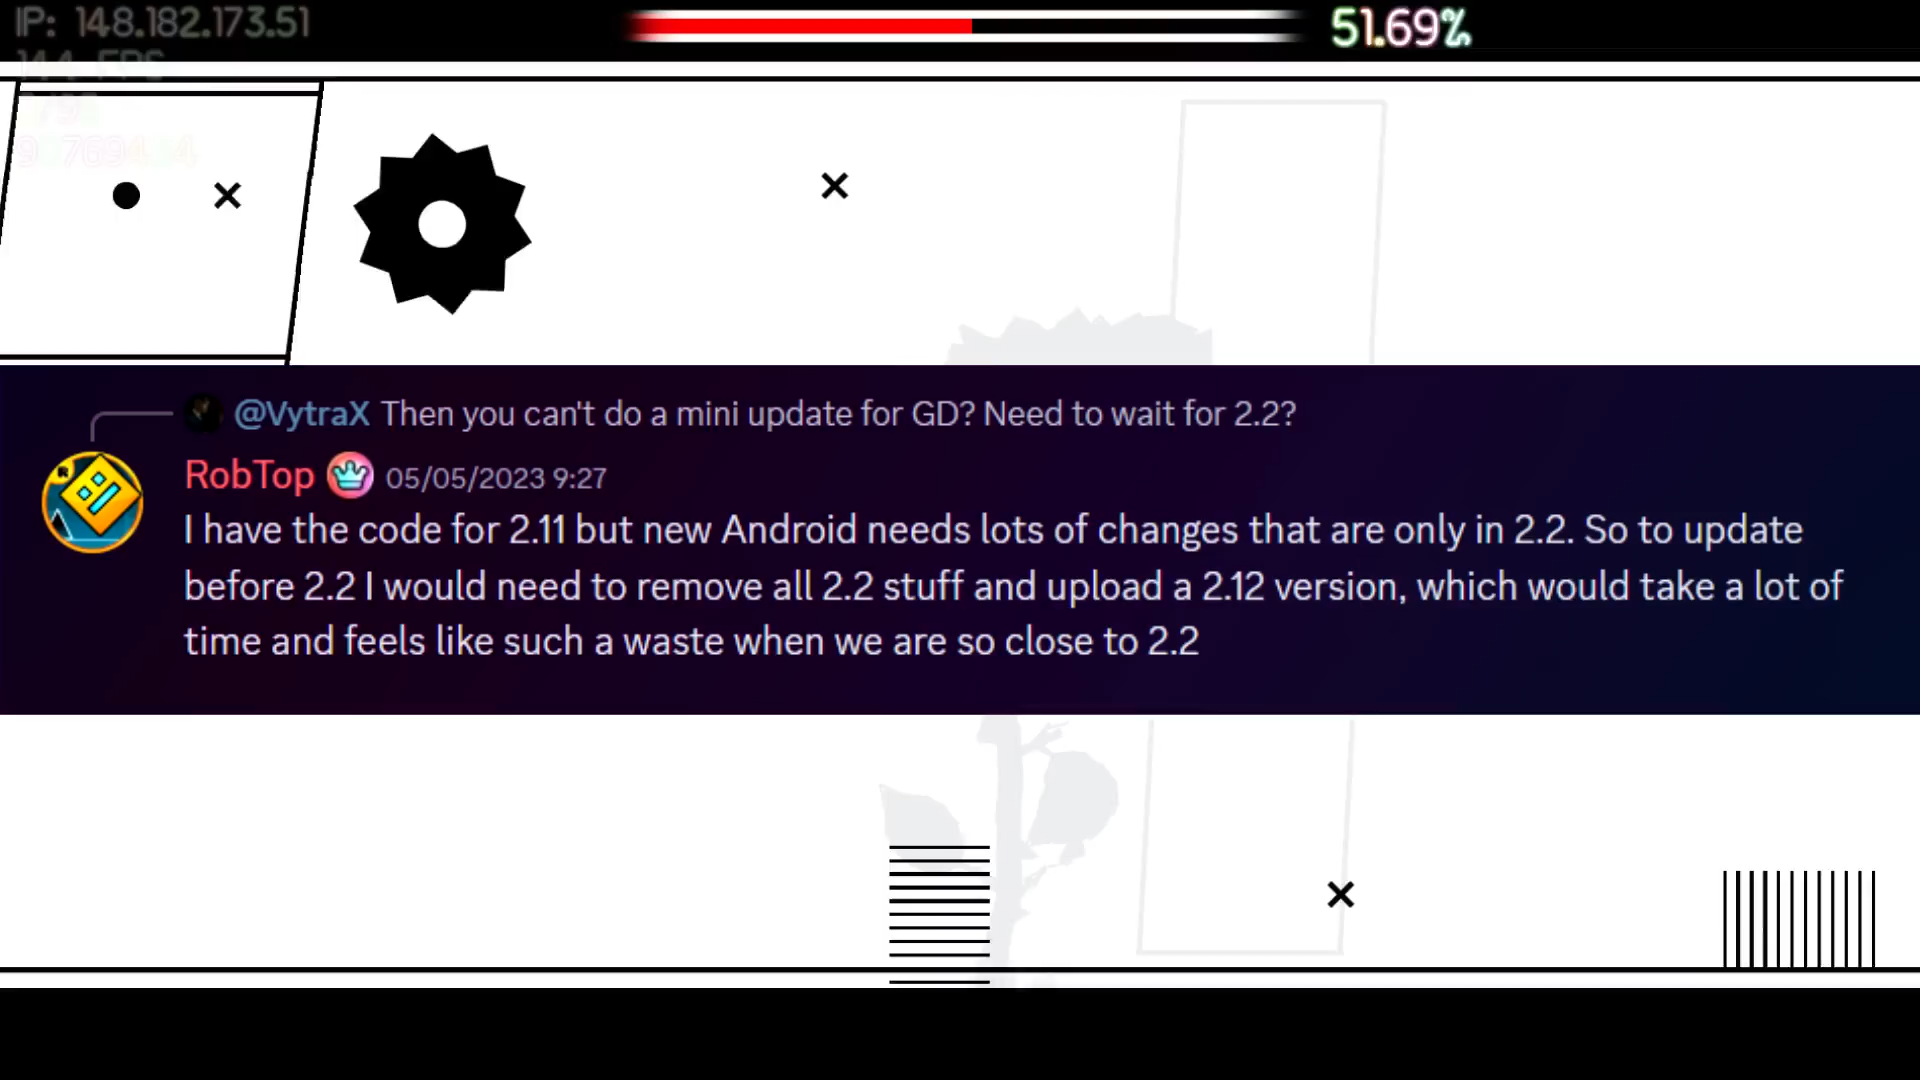 IP: 148.182.173.51
51.69%
144 FPS
@VytraX Then you can't do a mini update for GD? Need to wait for 2.2?
RobTop 05/05/2023 9:27
I have the code for 2.11 but new Android needs lots of changes that are only in 2.2. So to update
before 2.2 I would need to remove all 2.2 stuff and upload a 2.12 version, which would take a lot of
time and feels like such a waste when we are so close to 2.2